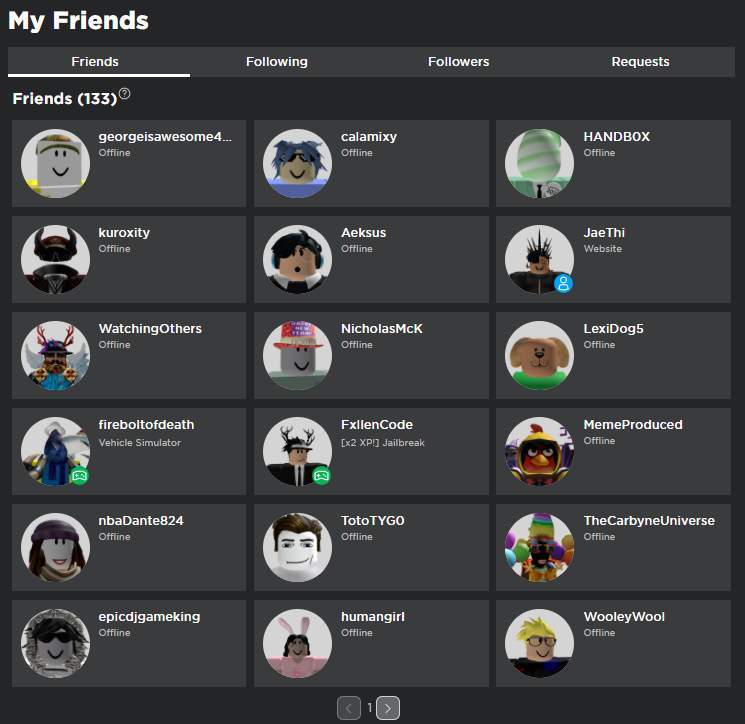 My Friends
Friends Following Followers Requests
Friends (133)
georgeisawesome4... calamixy HANDB0X
Offline Offline Offline
kuroxity Aeksus JaeThi
Offline Offline Website
WatchingOthers NicholasMcK LexiDog5
Offline Offline Offline
fireboltofdeath FxllenCode MemeProduced
Vehicle Simulator [x2 XP!] Jailbreak Offline
nbaDante824 TotoTYG0 TheCarbyneUniverse
Offline Offline Offline
epicdjgameking humangirl WooleyWool
Offline Offline Offline
1